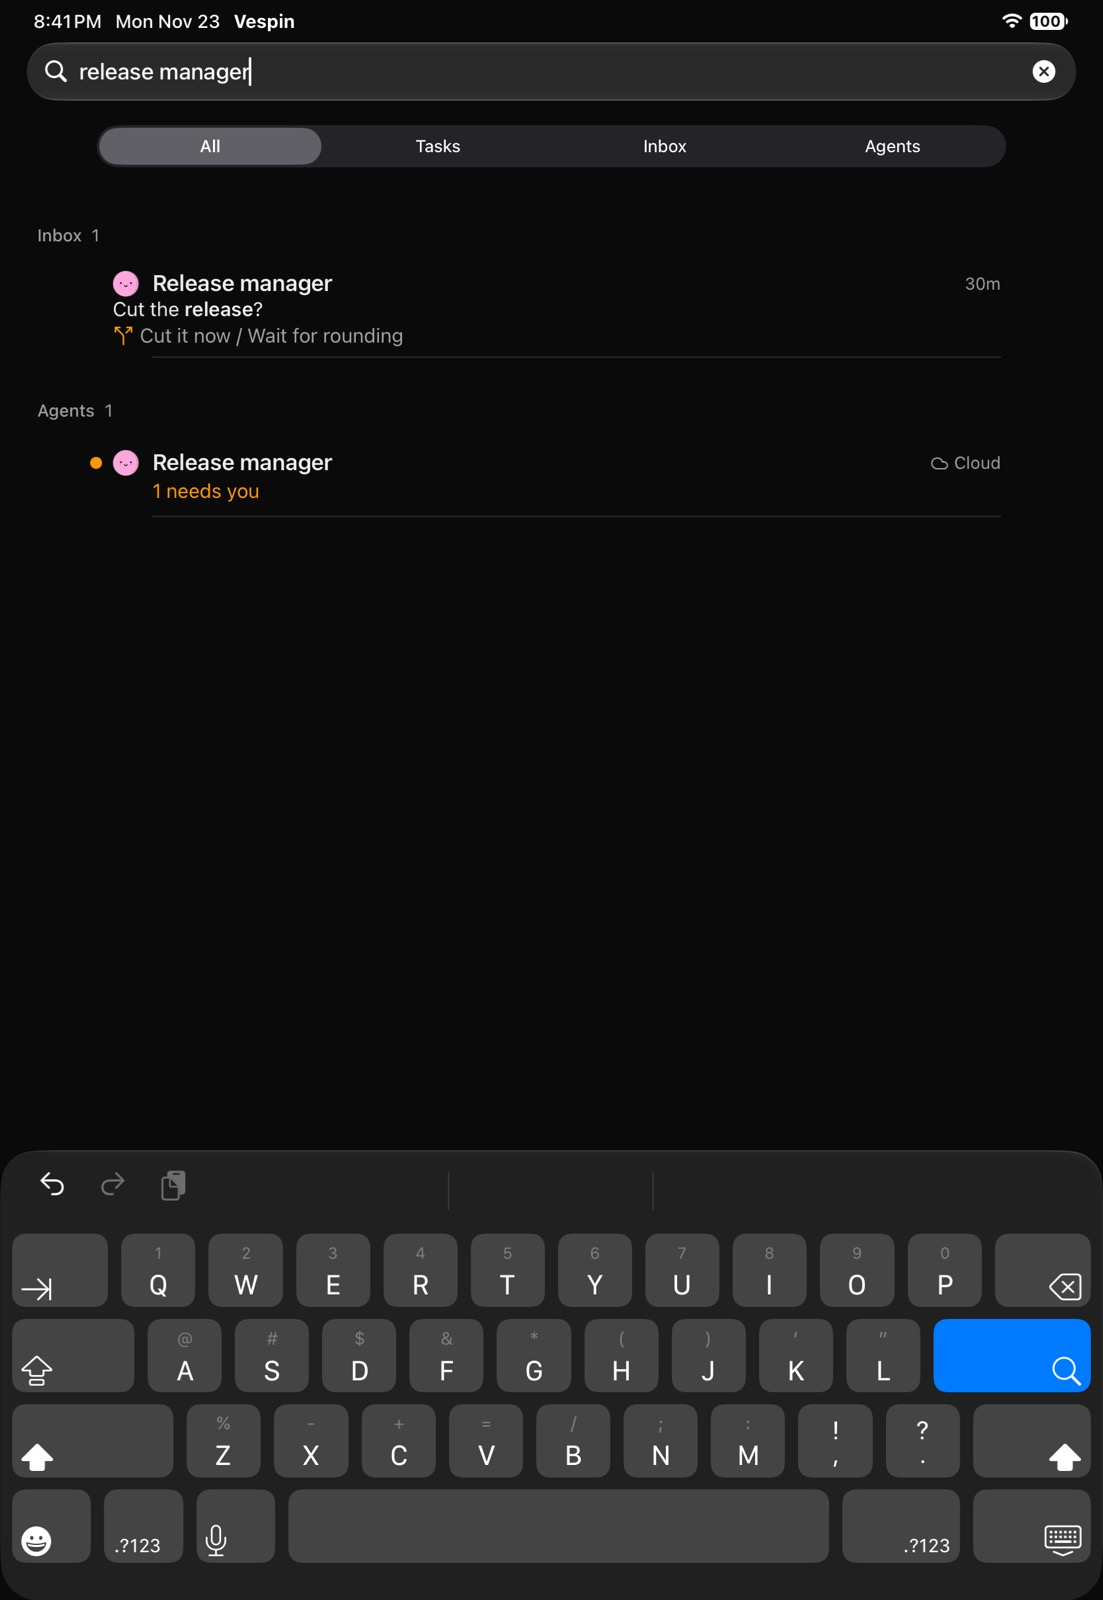 8:41 PM Mon Nov 23 Vespin
100
release manager
All Tasks Inbox Agents
Inbox 1
Release manager 30m
Cut the release?
Cut it now / Wait for rounding
Agents 1
Release manager Cloud
1 needs you
1 2 3 4 5 6 7 8 9 0
Q W E R T Y U I O P
@ # $ & * ( ) ' "
A S D F G H J K L
% - + = / ; : ! ?
Z X C V B N M , .
.?123 .?123